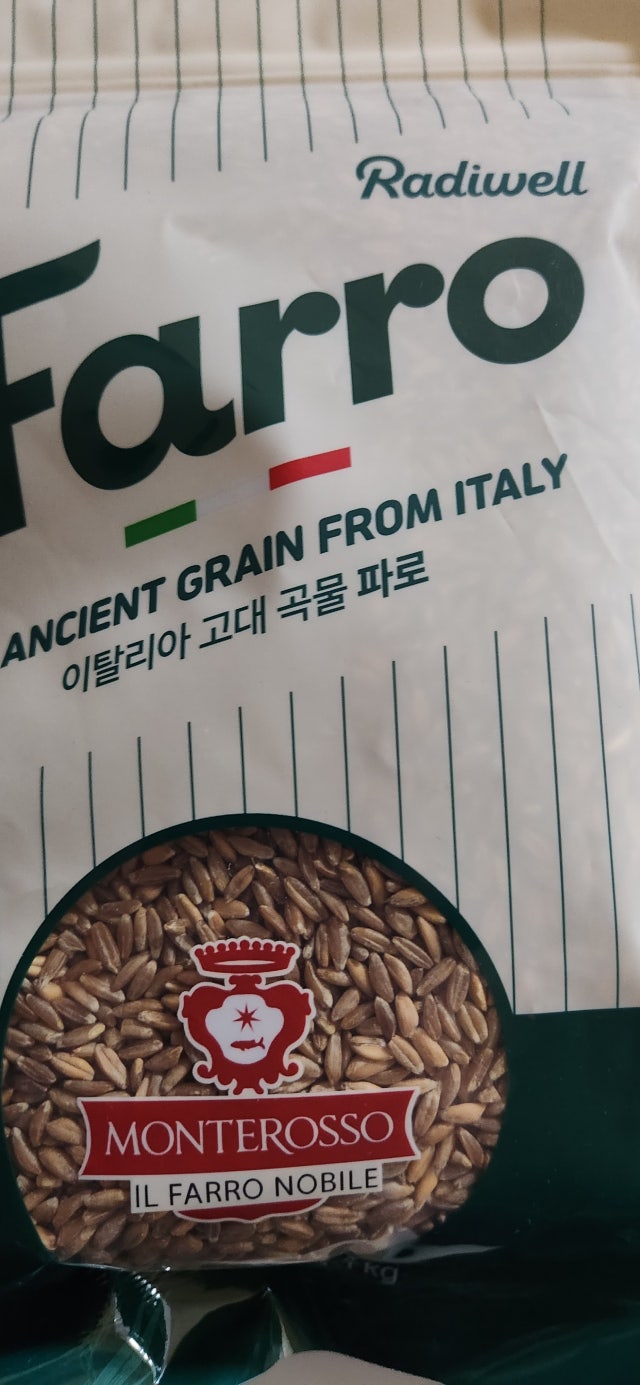 Radiwell
Farro
ANCIENT GRAIN FROM ITALY
이탈리아 고대 곡물 파로
MONTEROSSO
IL FARRO NOBILE
kg